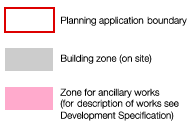 Planning application boundary
Building zone (on site)
Zone for ancillary works
(for description of works see
Development Specification)